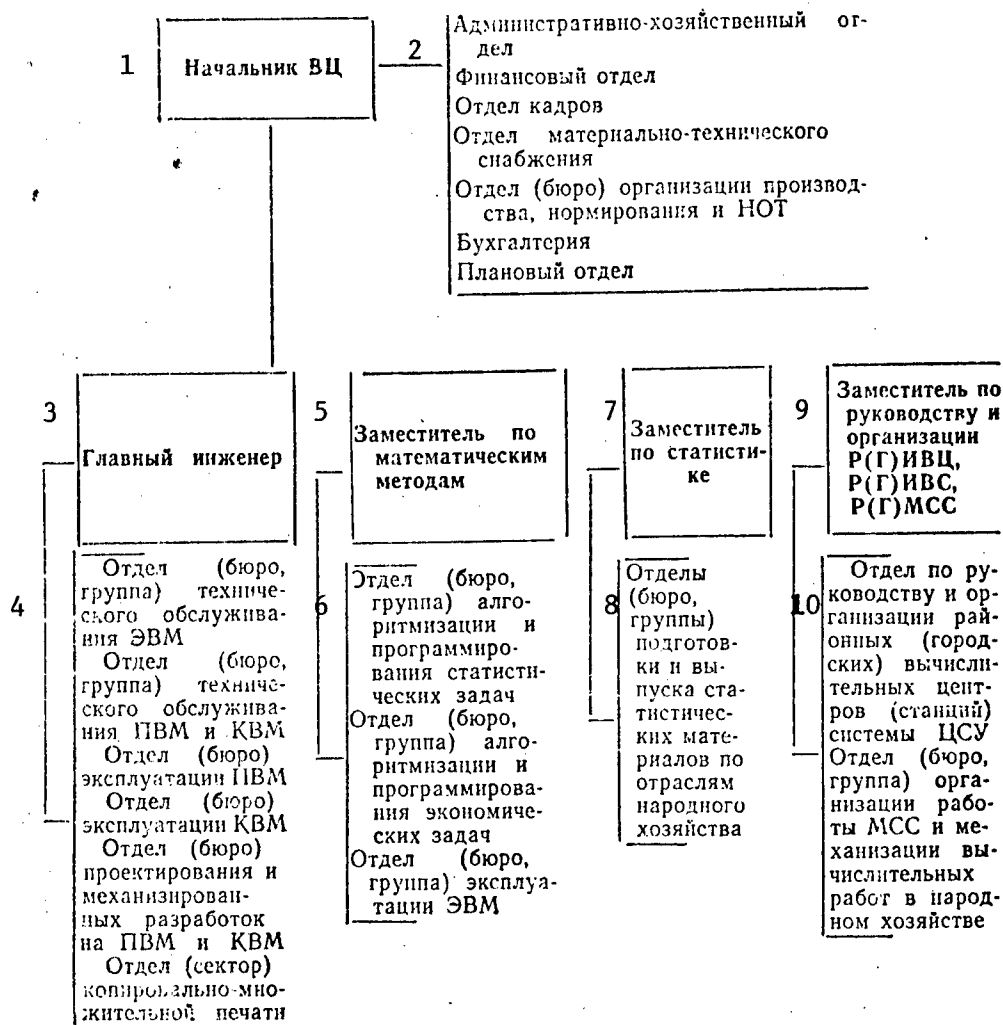 1
Начальник ВЦ
2
Административно-хозяйственный от-
дел
Финансовый отдел
Отдел кадров
Отдел материально-технического
снабжения
Отдел (бюро) организации производ-
ства, нормирования и НОТ
Бухгалтерия
Плановый отдел
3
Главный инженер
4
Отдел (бюро,
группа) техниче-
ского обслужива-
ния ЭВМ
Отдел (бюро,
группа) техниче-
ского обслужива-
ния ПВМ и КВМ
Отдел (бюро)
эксплуатации ПВМ
Отдел (бюро)
эксплуатации КВМ
Отдел (бюро)
проектирования и
механизирован-
ных разработок
на ПВМ и КВМ
Отдел (сектор)
копировально-мно-
жительной печати
5
Заместитель по
математическим
методам
6
Отдел (бюро,
группа) алго-
ритмизации и
программиро-
вания статисти-
ческих задач
Отдел (бюро,
группа) алго-
ритмизации и
программирова-
ния экономиче-
ских задач
Отдел (бюро,
группа) эксплуа-
тации ЭВМ
7
Заместитель
по статисти-
ке
8
Отделы
(бюро,
группы)
подготов-
ки и вы-
пуска ста-
тистичес-
ких мате-
риалов по
отраслям
народного
хозяйства
9
Заместитель по
руководству и
организации
Р(Г)ИВЦ,
Р(Г)ИВС,
Р(Г)МСС
10
Отдел по ру-
ководству и ор-
ганизации рай-
онных (город-
ских) вычисли-
тельных цент-
ров (станций)
системы ЦСУ
Отдел (бюро,
группа) орга-
низации рабо-
ты МСС и ме-
ханизации вы-
числительных
работ в народ-
ном хозяйстве